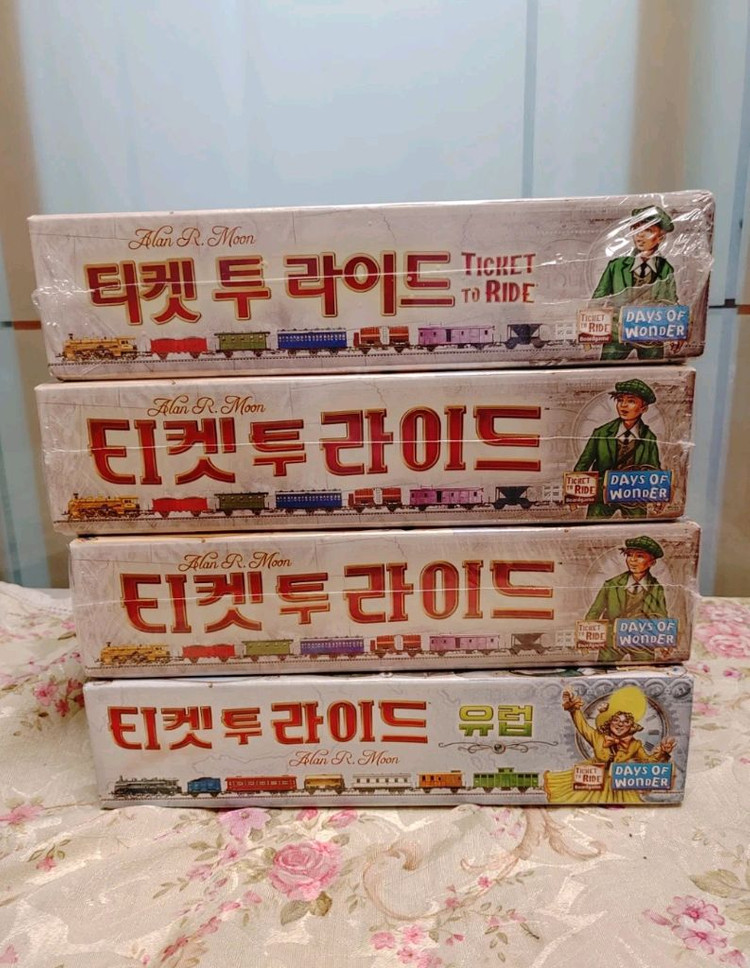 Alan R. Moon
티켓 투 라이드 TICKET TO RIDE
TICKET TO RIDE
DAYS OF WONDER
Alan R. Moon
티켓 투 라이드
TICKET TO RIDE
DAYS OF WONDER
Alan R. Moon
티켓 투 라이드
TICKET TO RIDE
DAYS OF WONDER
티켓 투 라이드 유럽
Alan R. Moon
TICKET TO RIDE
DAYS OF WONDER